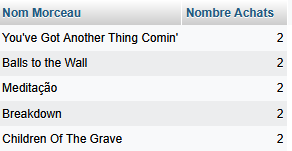 Nom Morceau Nombre Achats
You've Got Another Thing Comin' 2
Balls to the Wall 2
Meditação 2
Breakdown 2
Children Of The Grave 2